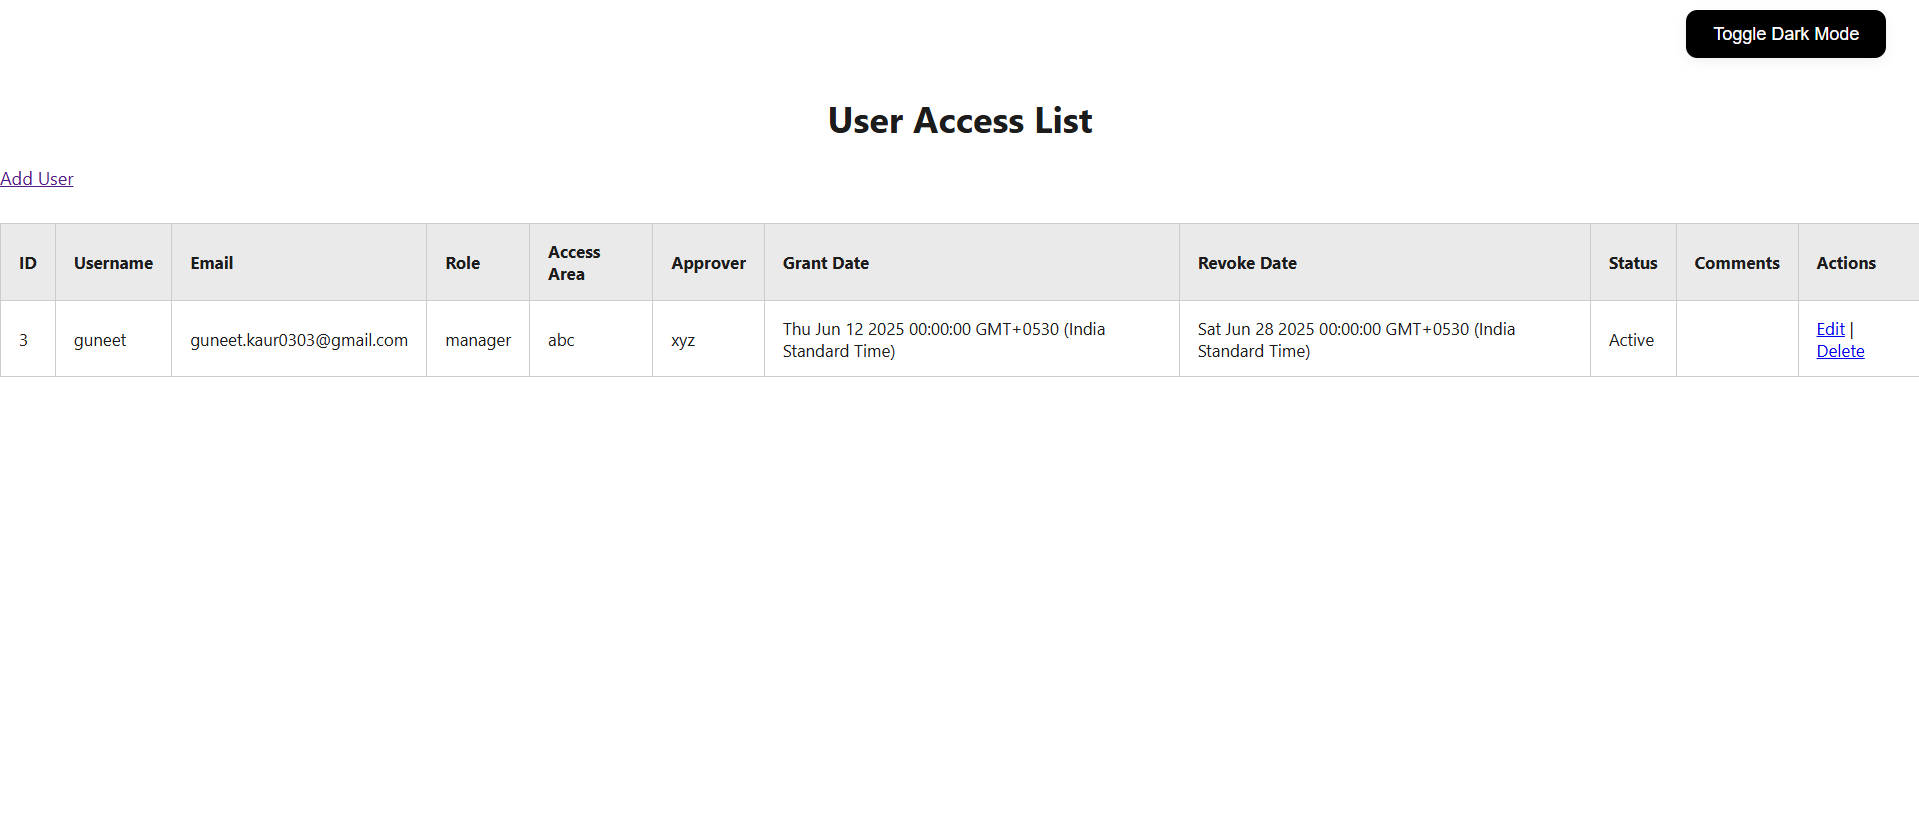 Toggle Dark Mode
User Access List
Add User
ID Username Email Role Access Area Approver Grant Date Revoke Date Status Comments Actions
3 guneet guneet.kaur0303@gmail.com manager abc xyz Thu Jun 12 2025 00:00:00 GMT+0530 (India Standard Time) Sat Jun 28 2025 00:00:00 GMT+0530 (India Standard Time) Active Edit | Delete